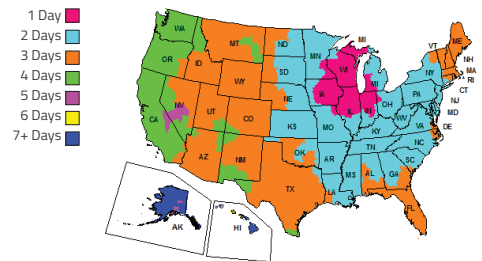 1 Day
2 Days
3 Days
4 Days
5 Days
6 Days
7+ Days
WA
OR
CA
ID
NV
MT
WY
UT
AZ
CO
NM
ND
SD
NE
KS
OK
TX
MN
IA
MO
AR
LA
WI
IL
MI
MI
IN
OH
KY
TN
MS
AL
GA
FL
SC
NC
VA
WV
PA
NY
VT
ME
NH
MA
RI
CT
NJ
MD
DE
AK
HI